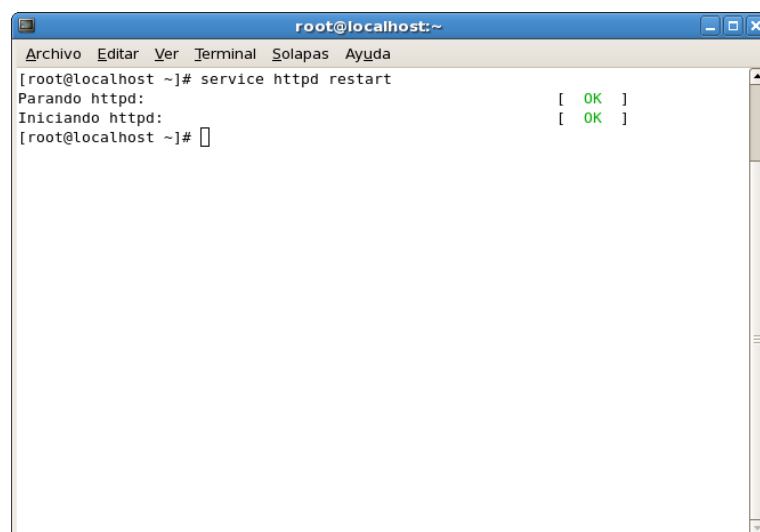 root@localhost:~
Archivo Editar Ver Terminal Solapas Ayuda
[root@localhost ~]# service httpd restart
Parando httpd: [ OK ]
Iniciando httpd: [ OK ]
[root@localhost ~]#